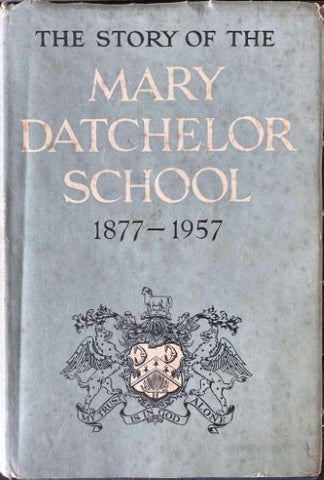 THE STORY OF THE
MARY
DATCHELOR
SCHOOL
1877–1957
MY TRUST IS IN GOD ALONE